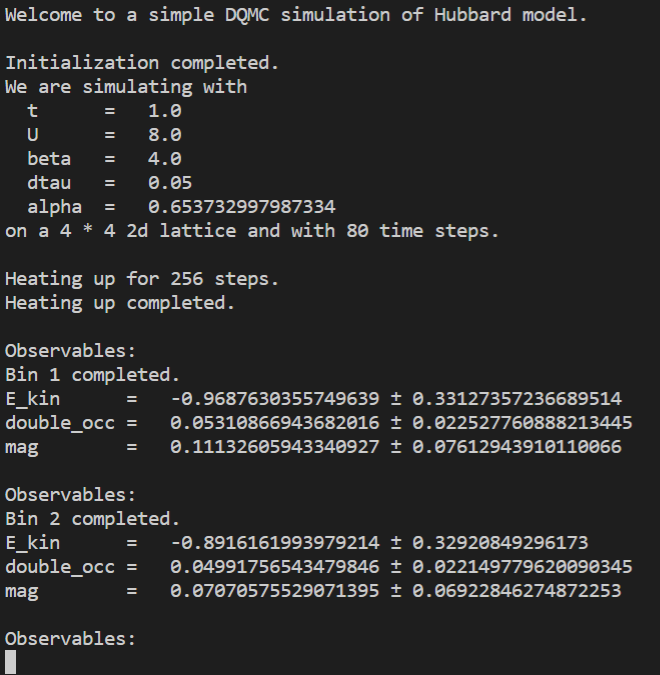 Welcome to a simple DQMC simulation of Hubbard model.
Initialization completed.
We are simulating with
t = 1.0
U = 8.0
beta = 4.0
dtau = 0.05
alpha = 0.653732997987334
on a 4 * 4 2d lattice and with 80 time steps.
Heating up for 256 steps.
Heating up completed.
Observables:
Bin 1 completed.
E_kin = -0.9687630355749639 ± 0.33127357236689514
double_occ = 0.05310866943682016 ± 0.022527760888213445
mag = 0.11132605943340927 ± 0.07612943910110066
Observables:
Bin 2 completed.
E_kin = -0.8916161993979214 ± 0.32920849296173
double_occ = 0.04991756543479846 ± 0.022149779620090345
mag = 0.07070575529071395 ± 0.06922846274872253
Observables: